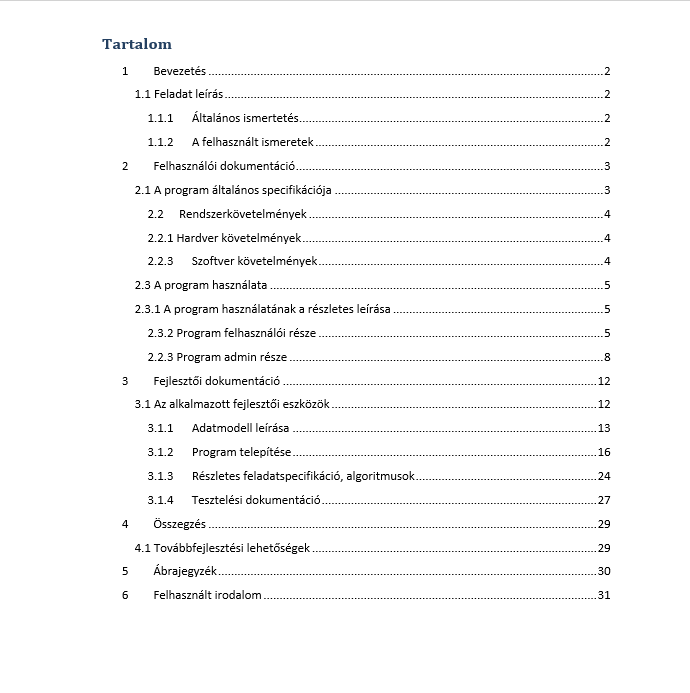 Tartalom
1 Bevezetés 2
1.1 Feladat leírás 2
1.1.1 Általános ismertetés 2
1.1.2 A felhasznált ismeretek 2
2 Felhasználói dokumentáció 3
2.1 A program általános specifikációja 3
2.2 Rendszerkövetelmények 4
2.2.1 Hardver követelmények 4
2.2.3 Szoftver követelmények 4
2.3 A program használata 5
2.3.1 A program használatának a részletes leírása 5
2.3.2 Program felhasználói része 5
2.2.3 Program admin része 8
3 Fejlesztői dokumentáció 12
3.1 Az alkalmazott fejlesztői eszközök 12
3.1.1 Adatmodell leírása 13
3.1.2 Program telepítése 16
3.1.3 Részletes feladatspecifikáció, algoritmusok 24
3.1.4 Tesztelési dokumentáció 27
4 Összegzés 29
4.1 Továbbfejlesztési lehetőségek 29
5 Ábrajegyzék 30
6 Felhasznált irodalom 31